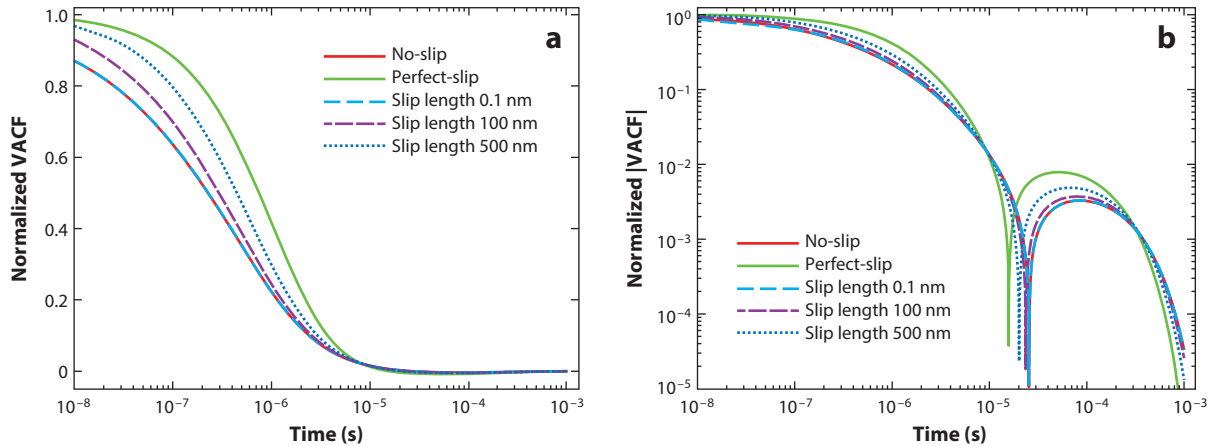 a
Normalized VACF
1.0
0.8
0.6
0.4
0.2
0
No-slip
Perfect-slip
Slip length 0.1 nm
Slip length 100 nm
Slip length 500 nm
10⁻⁸ 10⁻⁷ 10⁻⁶ 10⁻⁵ 10⁻⁴ 10⁻³
Time (s)
b
Normalized |VACF|
10⁰
10⁻¹
10⁻²
10⁻³
10⁻⁴
10⁻⁵
No-slip
Perfect-slip
Slip length 0.1 nm
Slip length 100 nm
Slip length 500 nm
10⁻⁸ 10⁻⁷ 10⁻⁶ 10⁻⁵ 10⁻⁴ 10⁻³
Time (s)